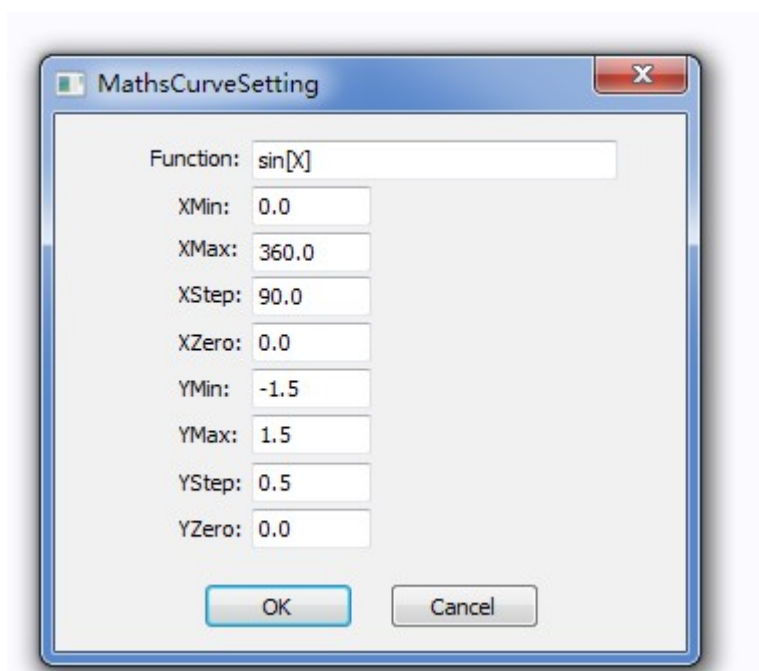 MathsCurveSetting
Function: sin[X]
XMin: 0.0
XMax: 360.0
XStep: 90.0
XZero: 0.0
YMin: -1.5
YMax: 1.5
YStep: 0.5
YZero: 0.0
OK Cancel